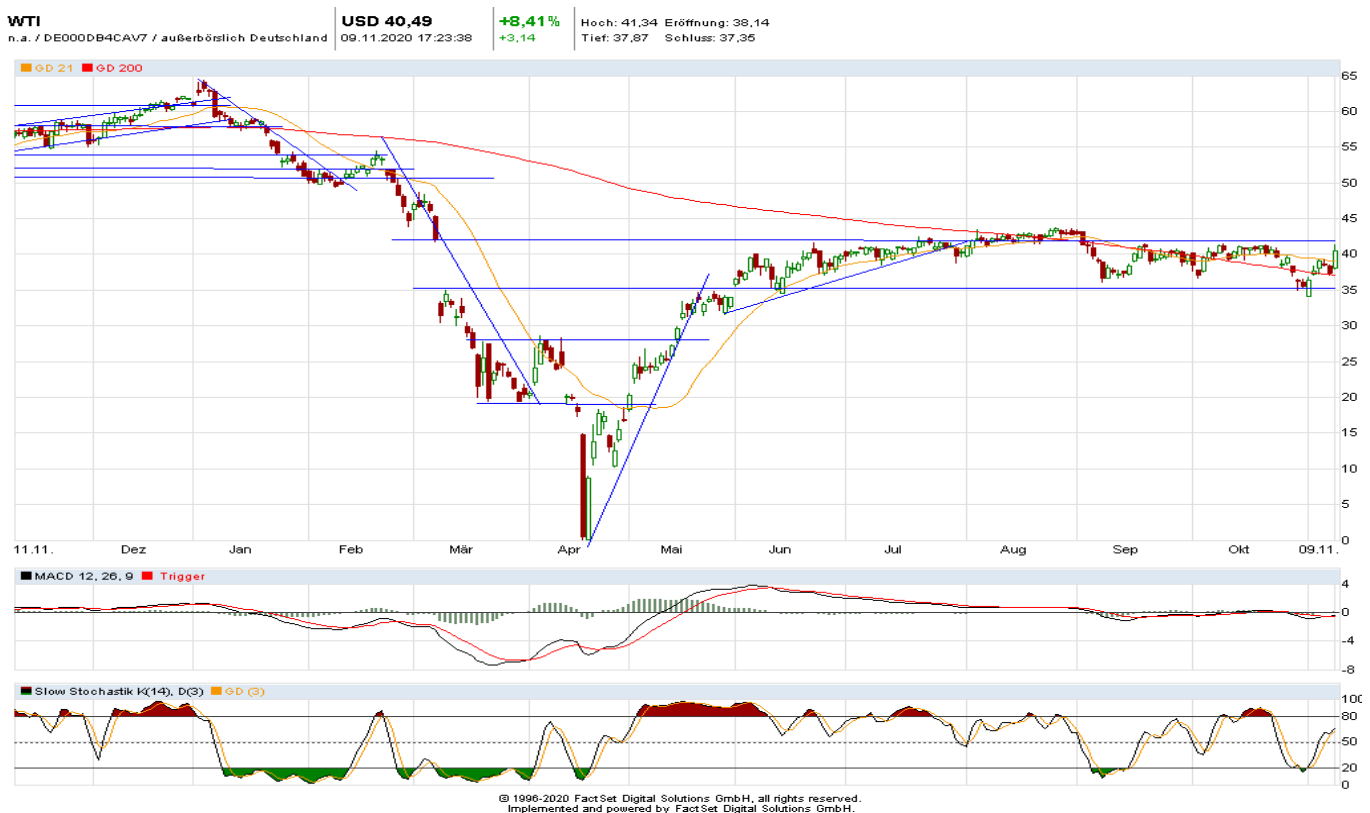 WTI
n.a. / DE000DB4CAV7 / außerbörslich Deutschland
USD 40,49
09.11.2020 17:23:38
+8,41%
+3,14
Hoch: 41,34 Eröffnung: 38,14
Tief: 37,87 Schluss: 37,35
GD 21 GD 200
65
60
55
50
45
40
35
30
25
20
15
10
5
0
11.11. Dez Jan Feb Mär Apr Mai Jun Jul Aug Sep Okt 09.11.
MACD 12, 26, 9 Trigger
4
0
-4
-8
Slow Stochastik K(14), D(3) GD (3)
100
80
50
20
0
© 1996-2020 FactSet Digital Solutions GmbH, all rights reserved.
Implemented and powered by FactSet Digital Solutions GmbH.